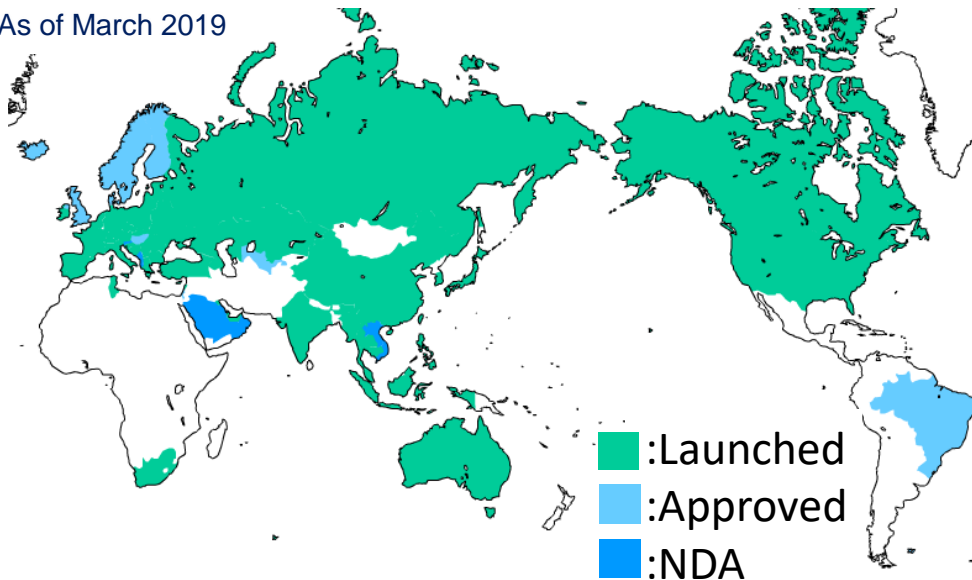 As of March 2019
:Launched
:Approved
:NDA